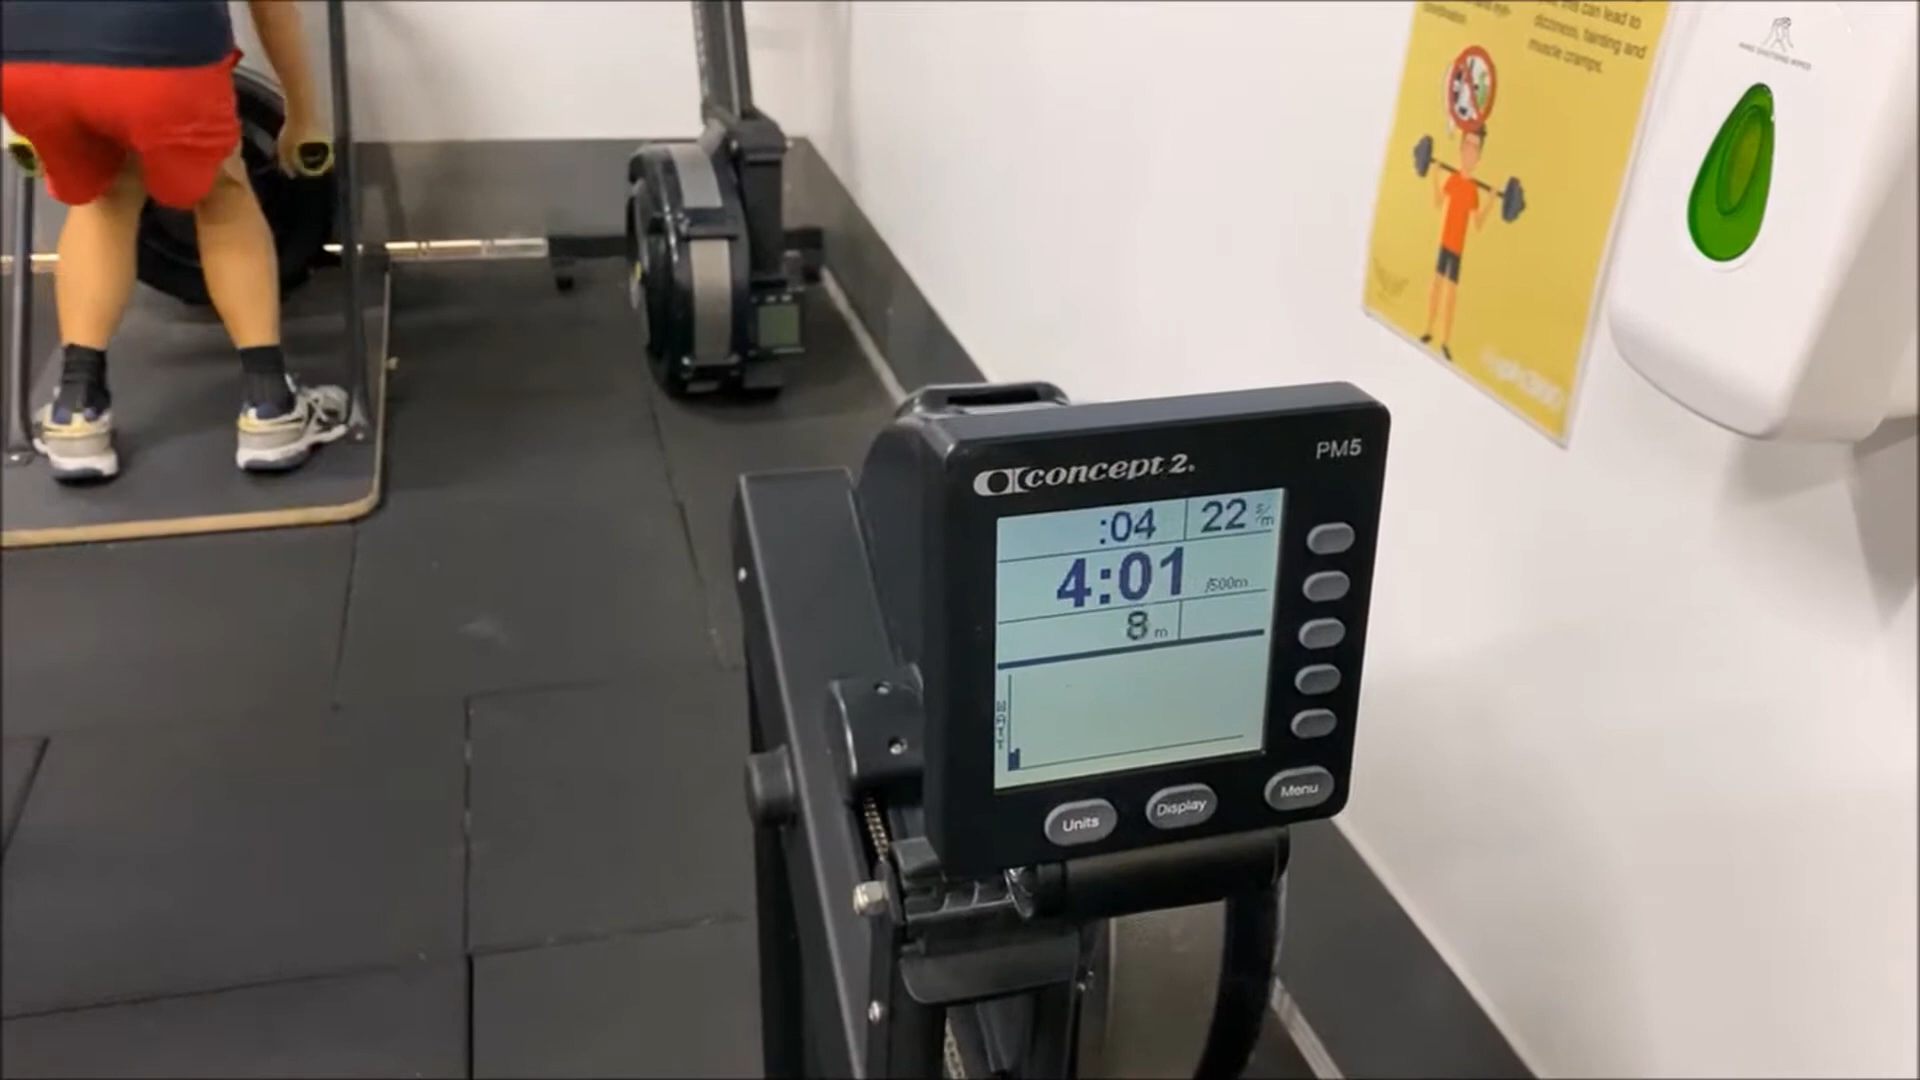 this can lead to
dizziness, fainting and
muscle cramps.
concept 2.
PM5
:04
22 s/m
4:01 /500m
8 m
WATT
Units
Display
Menu